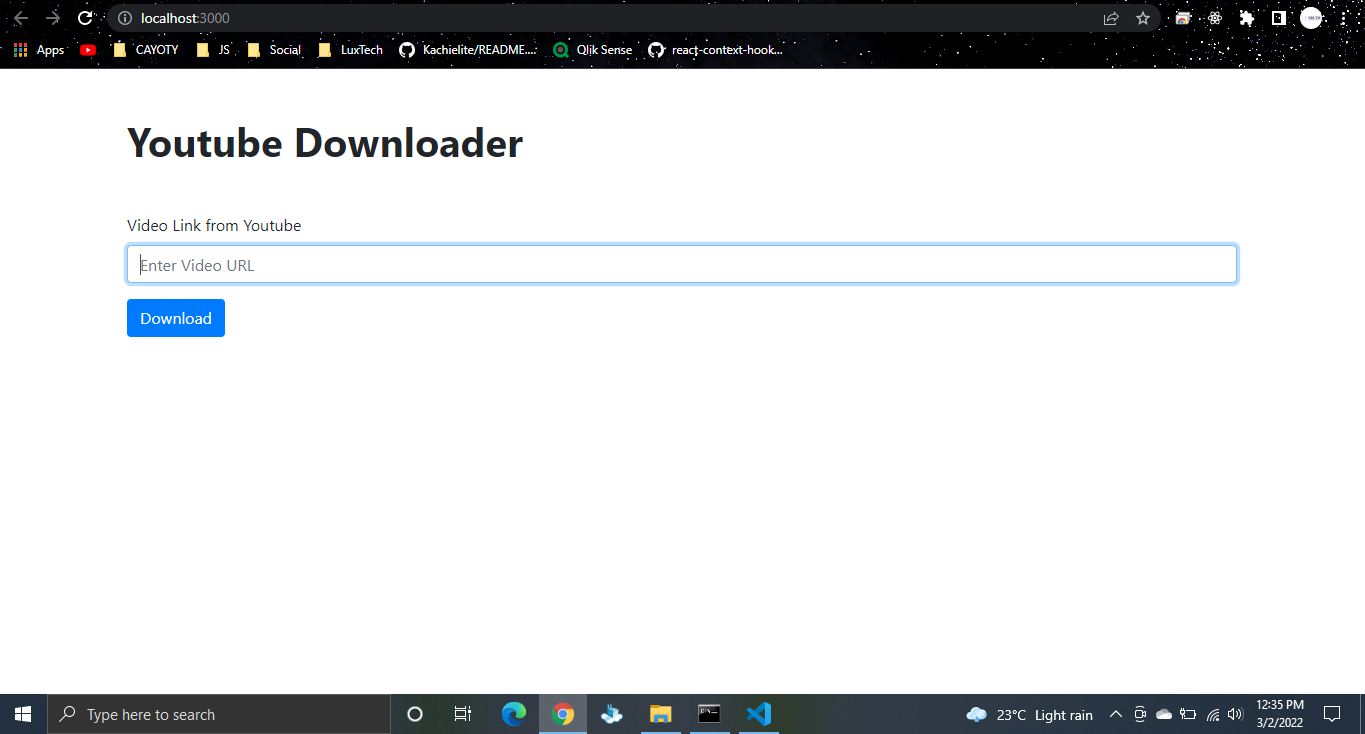 localhost:3000
Apps CAYOTY JS Social LuxTech Kachielite/README.... Qlik Sense react-context-hook...
Youtube Downloader
Video Link from Youtube
Enter Video URL
Download
Type here to search
23°C Light rain
12:35 PM
3/2/2022